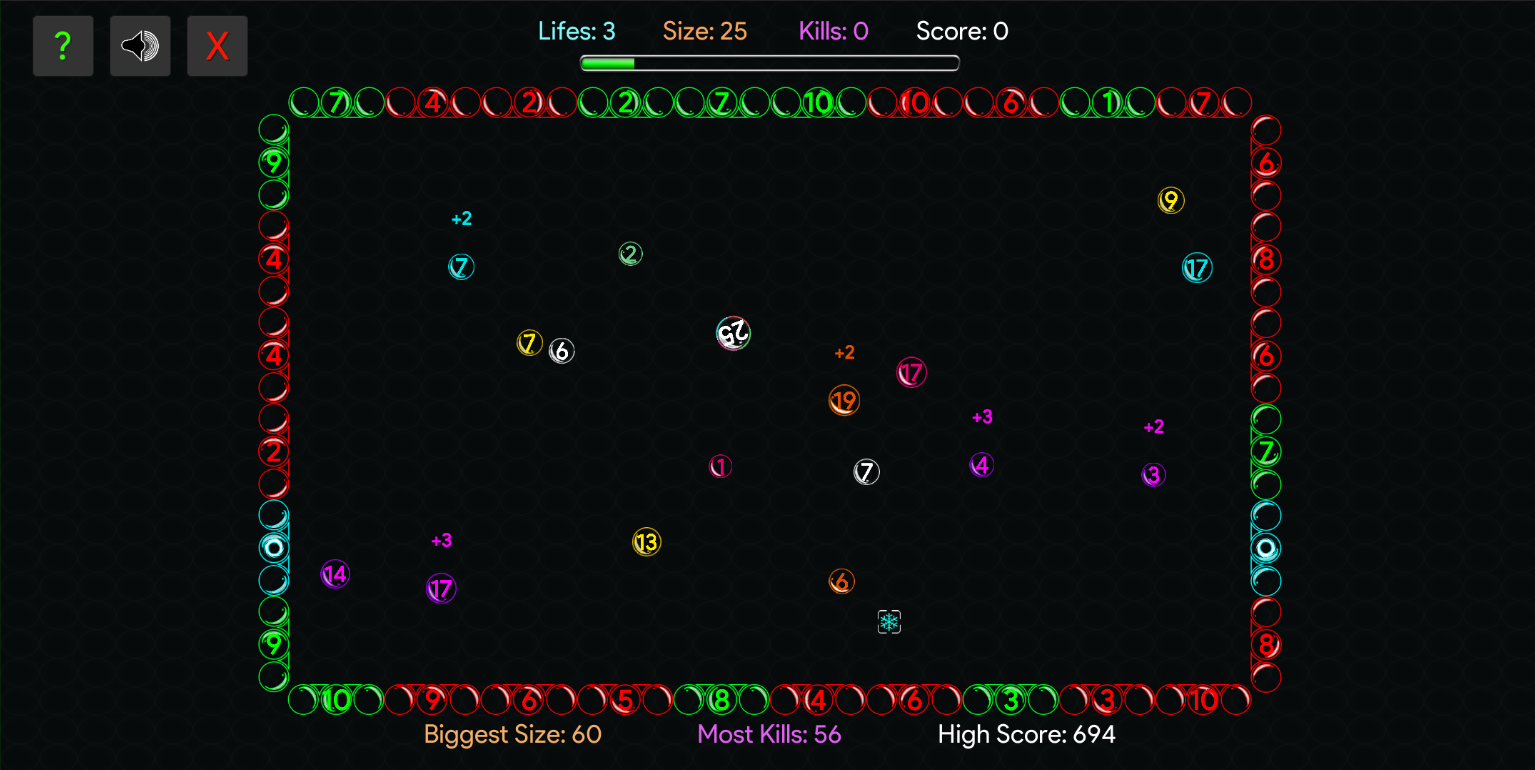 ? X
Lifes: 3 Size: 25 Kills: 0 Score: 0
7 4 2 2 7 10 10 6 1 7
9 6
9
+2
2
4 7 17 8
25
7 6
+2
4 6
17
19
+3
+2
2 7
1 7 4 3
+3
13
14 17
6
9 8
10 9 6 5 8 4 6 3 3 10
Biggest Size: 60 Most Kills: 56 High Score: 694